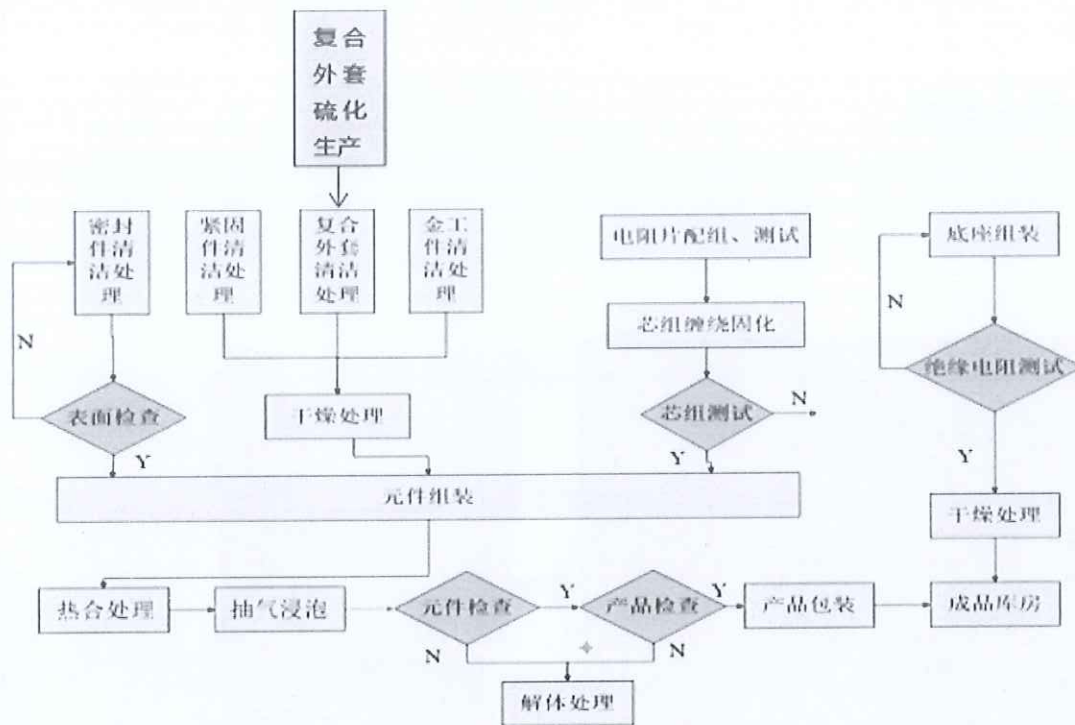 复合
外套
硫化
生产
密封
件清
洁处
理
紧固
件清
洁处
理
复合
外套
清洁
处理
金工
件清
洁处
理
电阻片配组、测试
底座组装
N
N
芯组缠绕固化
绝缘电阻测试
表面检查
干燥处理
芯组测试
N
Y
Y
Y
元件组装
干燥处理
热合处理
抽气浸泡
元件检查
Y
产品检查
Y
产品包装
成品库房
N
N
解体处理